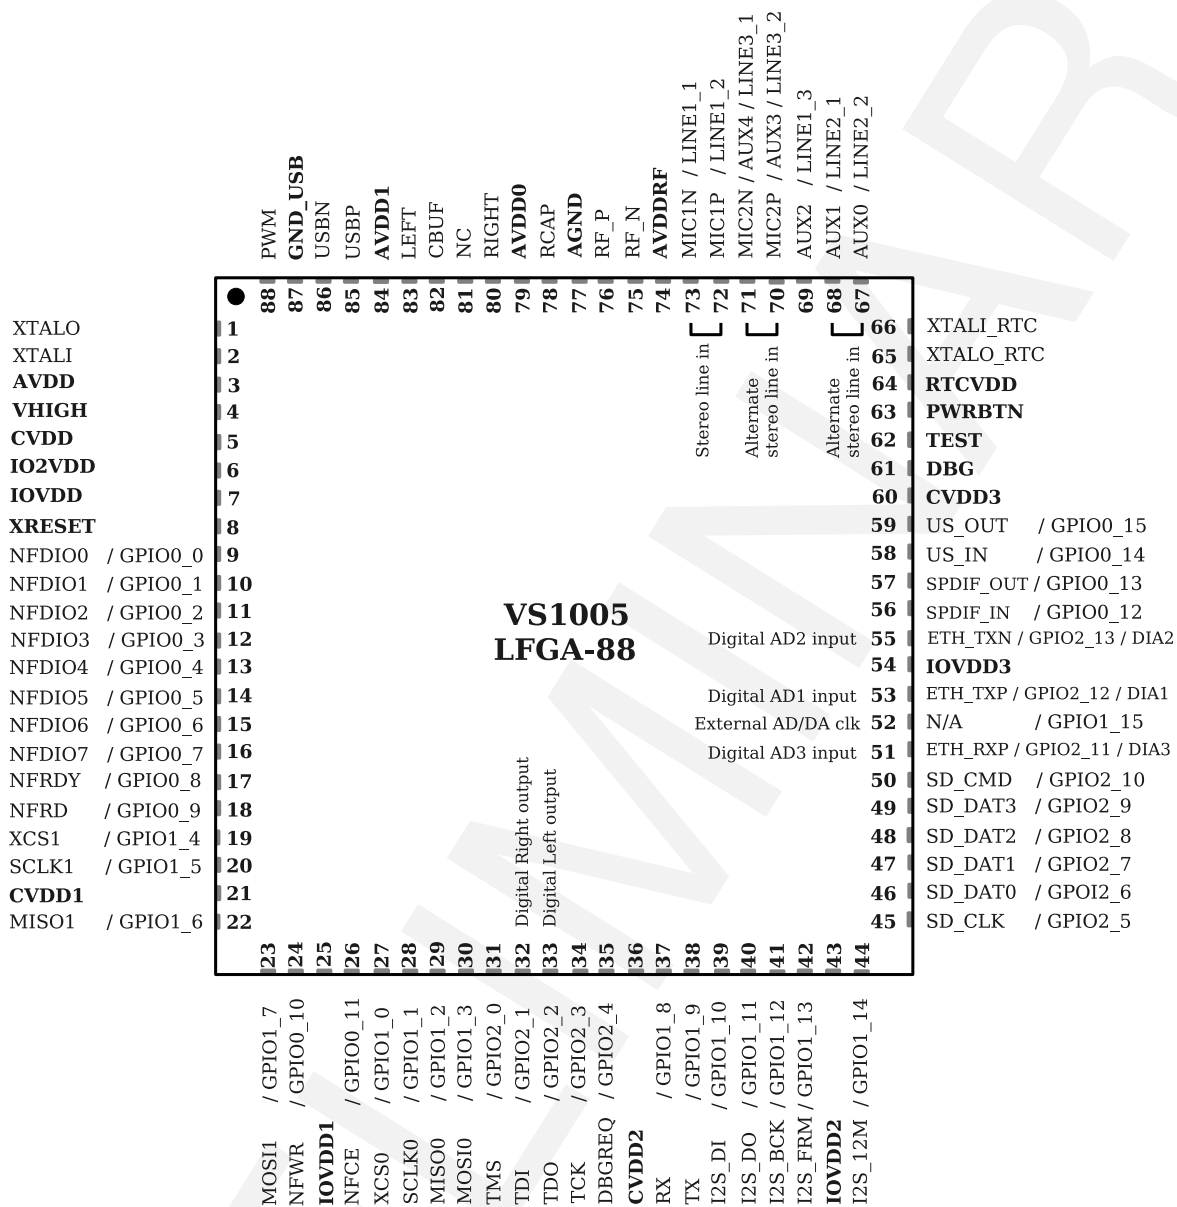 PWM
GND_USB
USBN
USBP
AVDD1
LEFT
CBUF
NC
RIGHT
AVDD0
RCAP
AGND
RF_P
RF_N
AVDDRF
MIC1N / LINE1_1
MIC1P / LINE1_2
MIC2N / AUX4 / LINE3_1
MIC2P / AUX3 / LINE3_2
AUX2 / LINE1_3
AUX1 / LINE2_1
AUX0 / LINE2_2
88 87 86 85 84 83 82 81 80 79 78 77 76 75 74 73 72 71 70 69 68 67
Stereo line in
Alternate
stereo line in
Alternate
stereo line in
XTALO 1
XTALI 2
AVDD 3
VHIGH 4
CVDD 5
IO2VDD 6
IOVDD 7
XRESET 8
NFDIO0 / GPIO0_0 9
NFDIO1 / GPIO0_1 10
NFDIO2 / GPIO0_2 11
NFDIO3 / GPIO0_3 12
NFDIO4 / GPIO0_4 13
NFDIO5 / GPIO0_5 14
NFDIO6 / GPIO0_6 15
NFDIO7 / GPIO0_7 16
NFRDY / GPIO0_8 17
NFRD / GPIO0_9 18
XCS1 / GPIO1_4 19
SCLK1 / GPIO1_5 20
CVDD1 21
MISO1 / GPIO1_6 22
VS1005
LFGA-88
66 XTALI_RTC
65 XTALO_RTC
64 RTCVDD
63 PWRBTN
62 TEST
61 DBG
60 CVDD3
59 US_OUT / GPIO0_15
58 US_IN / GPIO0_14
57 SPDIF_OUT / GPIO0_13
56 SPDIF_IN / GPIO0_12
Digital AD2 input 55 ETH_TXN / GPIO2_13 / DIA2
54 IOVDD3
Digital AD1 input 53 ETH_TXP / GPIO2_12 / DIA1
External AD/DA clk 52 N/A / GPIO1_15
Digital AD3 input 51 ETH_RXP / GPIO2_11 / DIA3
50 SD_CMD / GPIO2_10
49 SD_DAT3 / GPIO2_9
48 SD_DAT2 / GPIO2_8
47 SD_DAT1 / GPIO2_7
46 SD_DAT0 / GPOI2_6
45 SD_CLK / GPIO2_5
Digital Right output
Digital Left output
23 24 25 26 27 28 29 30 31 32 33 34 35 36 37 38 39 40 41 42 43 44
MOSI1 / GPIO1_7
NFWR / GPIO0_10
IOVDD1
NFCE / GPIO0_11
XCS0 / GPIO1_0
SCLK0 / GPIO1_1
MISO0 / GPIO1_2
MOSI0 / GPIO1_3
TMS / GPIO2_0
TDI / GPIO2_1
TDO / GPIO2_2
TCK / GPIO2_3
DBGREQ / GPIO2_4
CVDD2
RX / GPIO1_8
TX / GPIO1_9
I2S_DI / GPIO1_10
I2S_DO / GPIO1_11
I2S_BCK / GPIO1_12
I2S_FRM / GPIO1_13
IOVDD2
I2S_12M / GPIO1_14